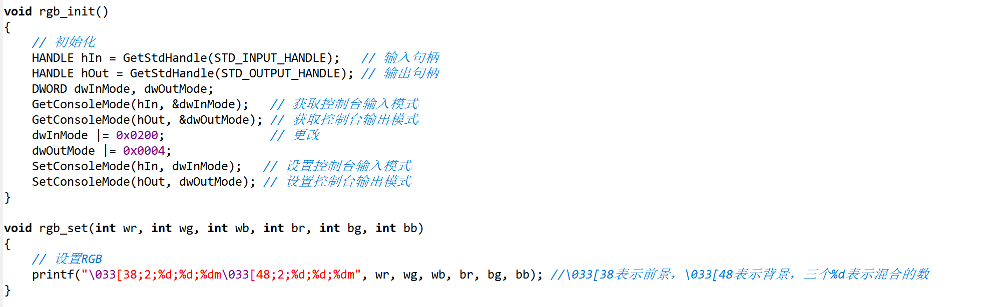 void rgb_init()
{
    // 初始化
    HANDLE hIn = GetStdHandle(STD_INPUT_HANDLE);   // 输入句柄
    HANDLE hOut = GetStdHandle(STD_OUTPUT_HANDLE); // 输出句柄
    DWORD dwInMode, dwOutMode;
    GetConsoleMode(hIn, &dwInMode);   // 获取控制台输入模式
    GetConsoleMode(hOut, &dwOutMode); // 获取控制台输出模式
    dwInMode |= 0x0200;               // 更改
    dwOutMode |= 0x0004;
    SetConsoleMode(hIn, dwInMode);   // 设置控制台输入模式
    SetConsoleMode(hOut, dwOutMode); // 设置控制台输出模式
}
void rgb_set(int wr, int wg, int wb, int br, int bg, int bb)
{
    // 设置RGB
    printf("\033[38;2;%d;%d;%dm\033[48;2;%d;%d;%dm", wr, wg, wb, br, bg, bb); //\033[38表示前景，\033[48表示背景，三个%d表示混合的数
}